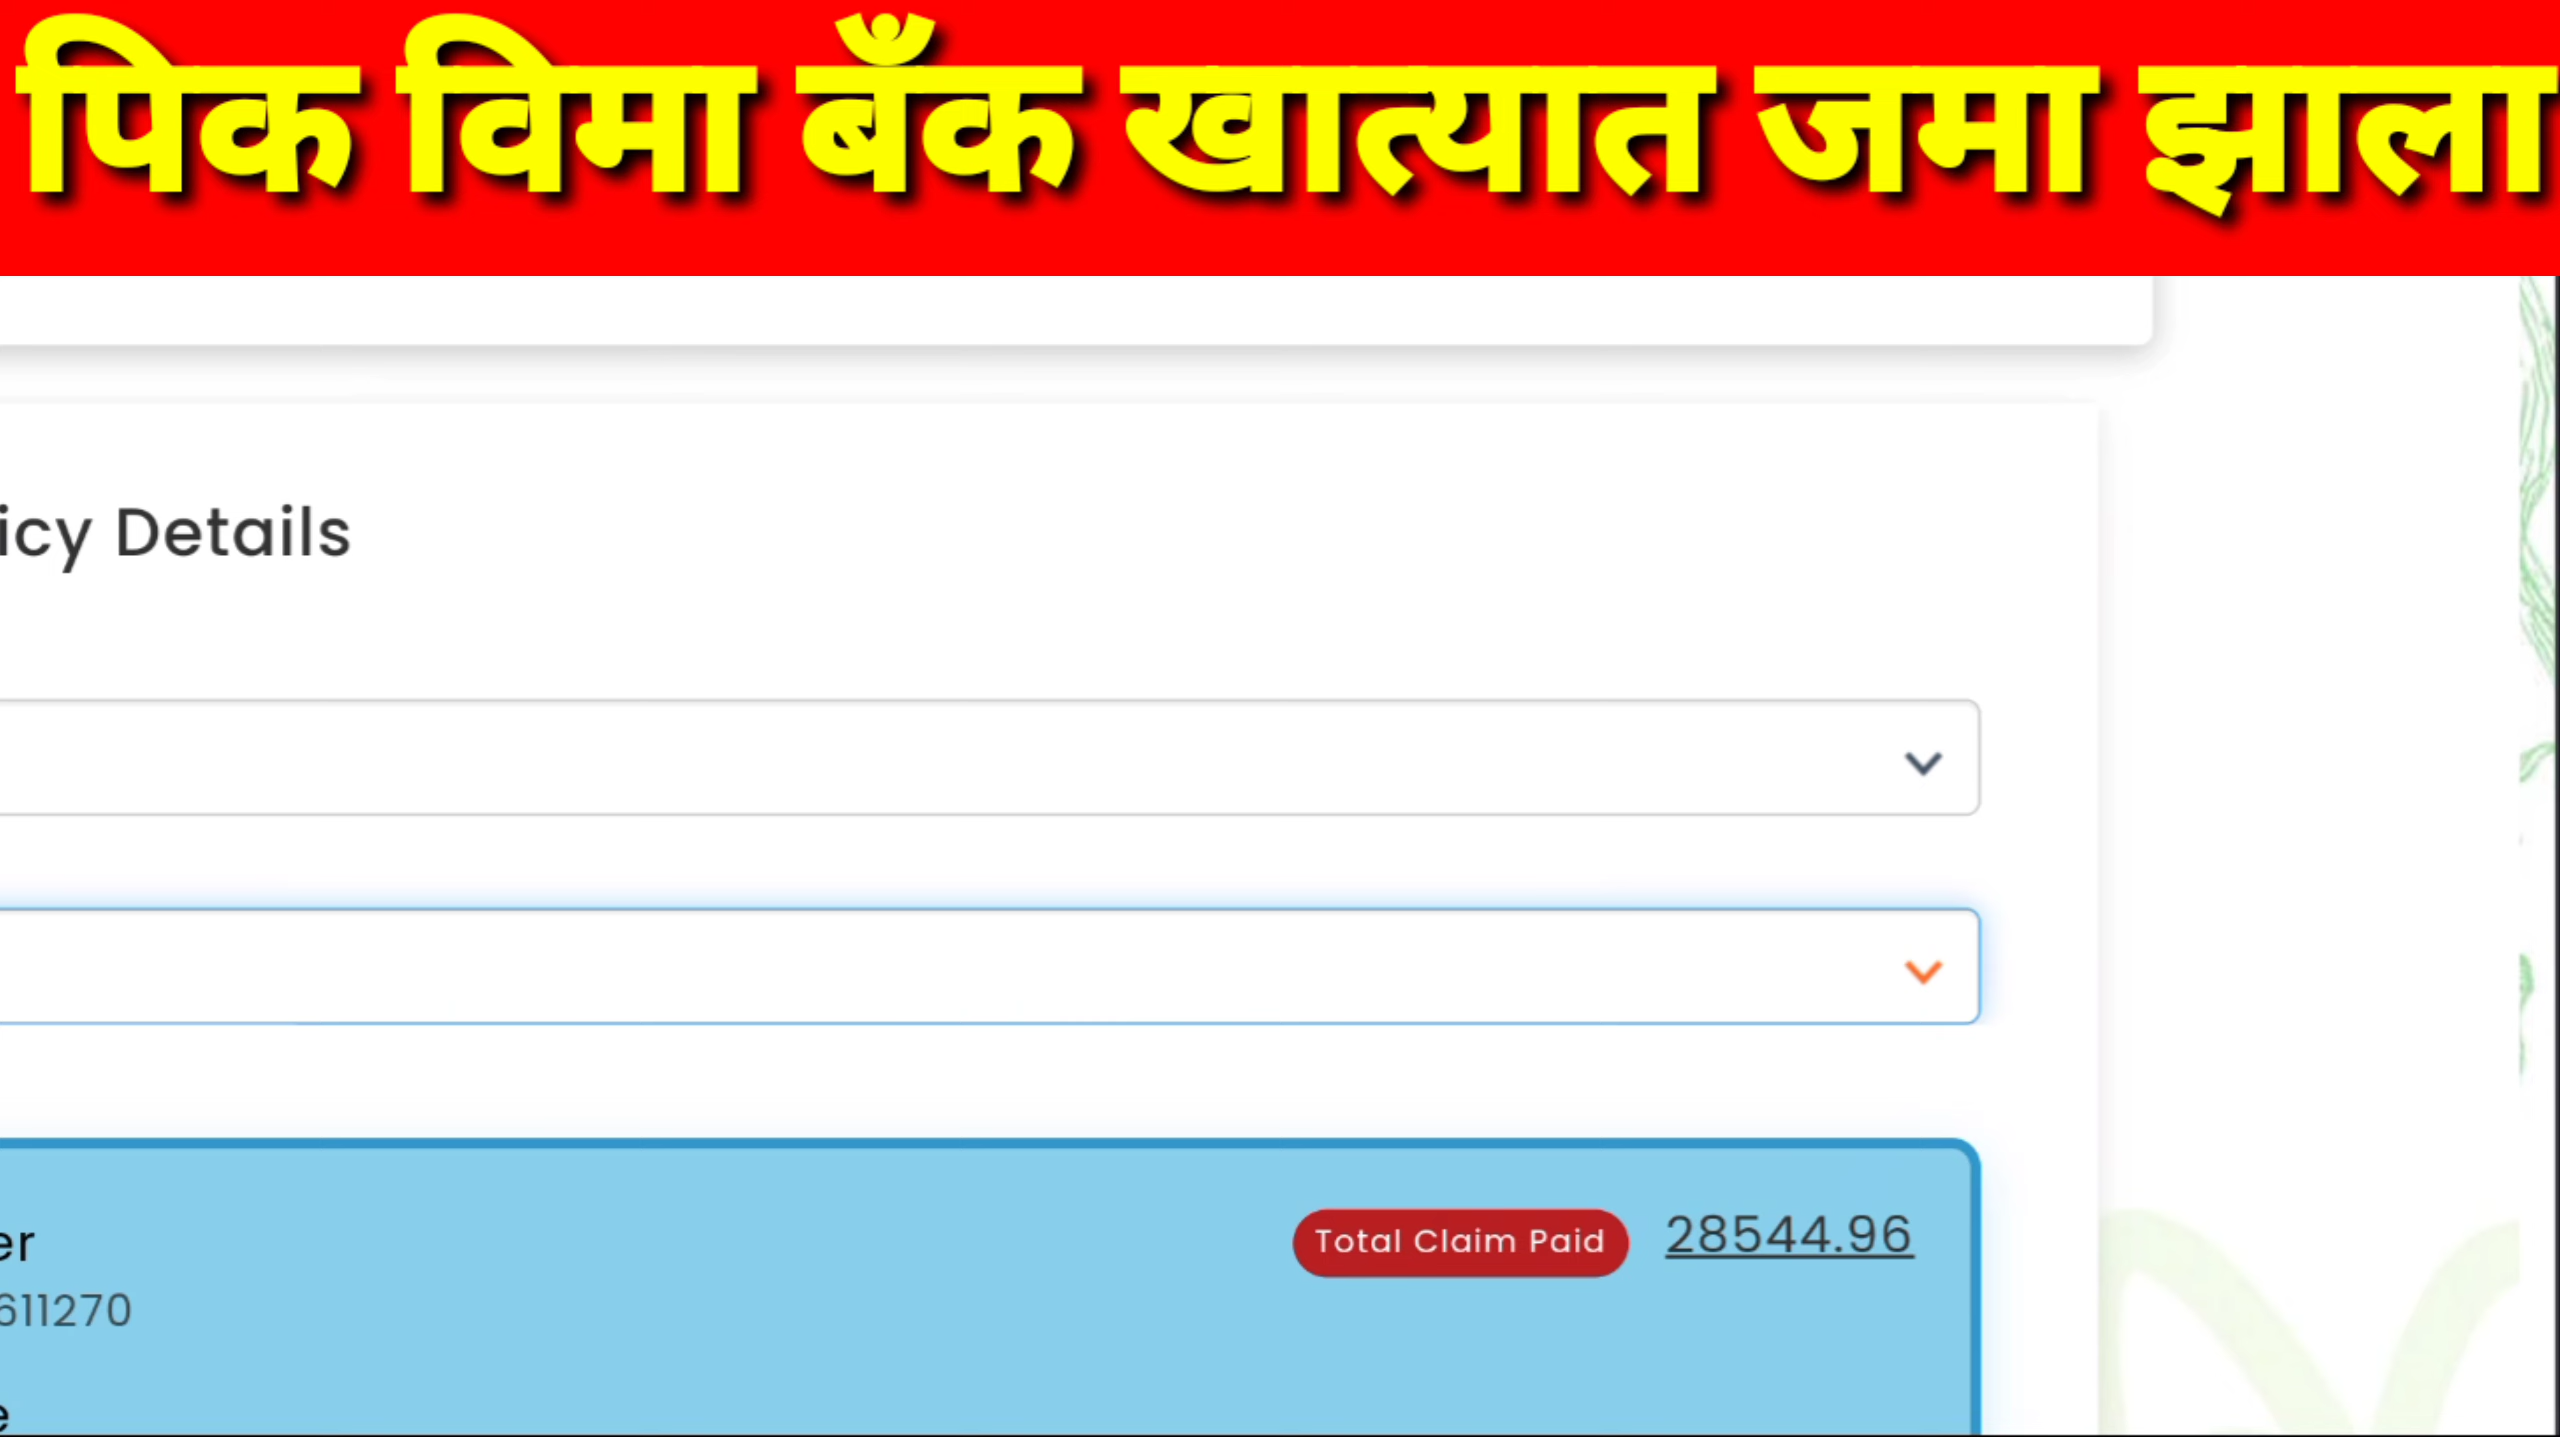 पिक विमा बँक खात्यात जमा झाला
icy Details
er
Total Claim Paid 28544.96
611270
e